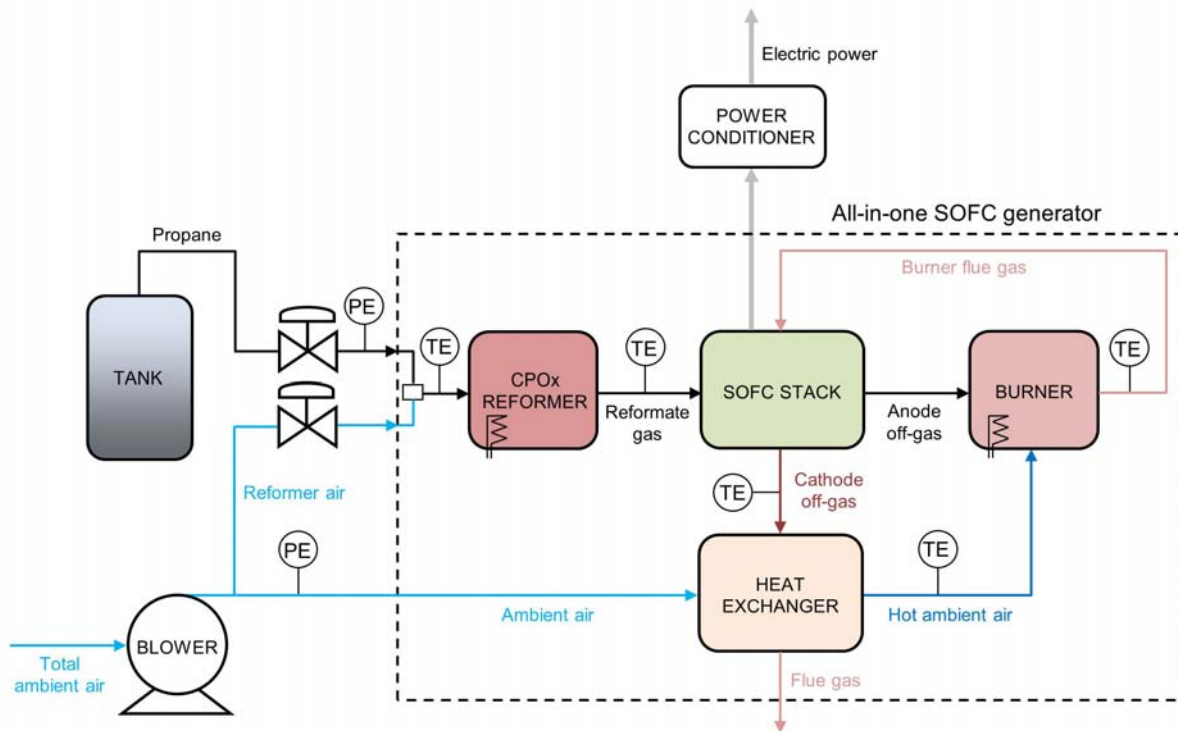 Electric power
POWER
CONDITIONER
All-in-one SOFC generator
Propane
Burner flue gas
PE
TE
TE
TE
TANK
CPOx
REFORMER
SOFC STACK
BURNER
Reformate
gas
Anode
off-gas
Reformer air
TE
Cathode
off-gas
PE
TE
HEAT
EXCHANGER
Ambient air
Hot ambient air
BLOWER
Total
ambient air
Flue gas